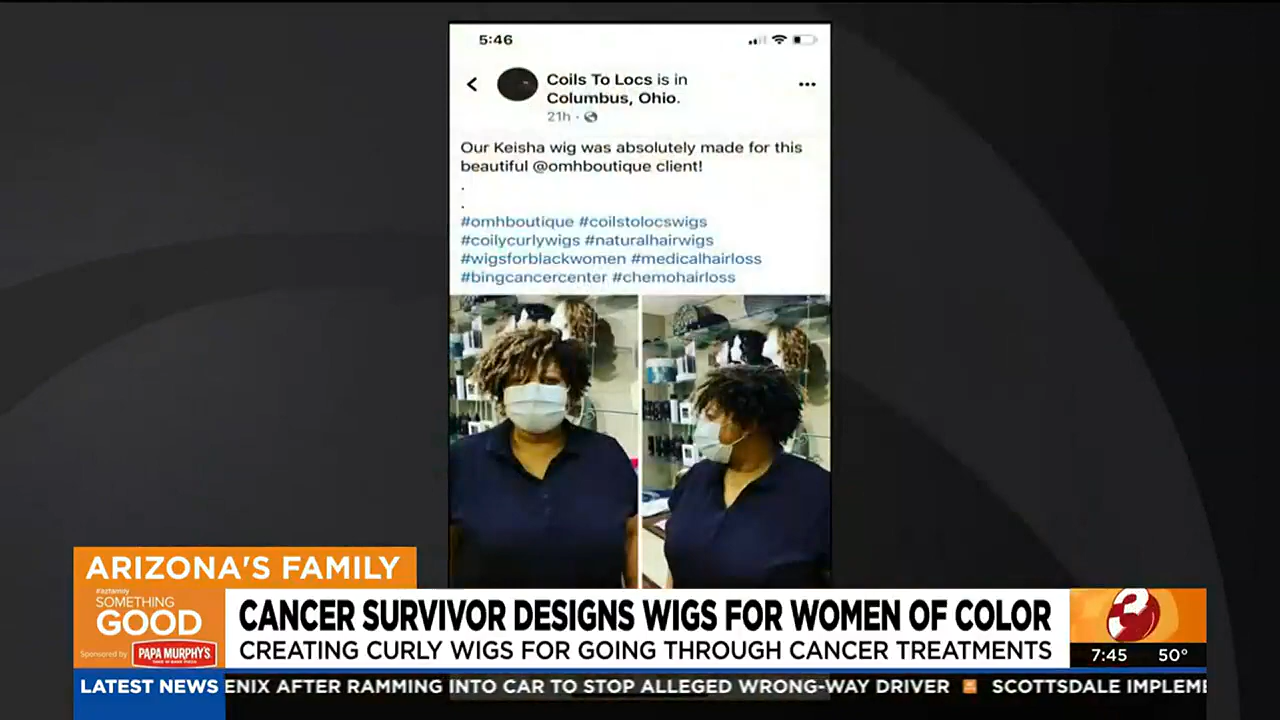 5:46
Coils To Locs is in
Columbus, Ohio.
21h ·
Our Keisha wig was absolutely made for this
beautiful @omhboutique client!
.
.
#omhboutique #coilstolocswigs
#coilycurlywigs #naturalhairwigs
#wigsforblackwomen #medicalhairloss
#bingcancercenter #chemohairloss
ARIZONA'S FAMILY
#azfamily
SOMETHING
GOOD
Sponsored by PAPA MURPHY'S
CANCER SURVIVOR DESIGNS WIGS FOR WOMEN OF COLOR
CREATING CURLY WIGS FOR GOING THROUGH CANCER TREATMENTS
3
7:45 50°
LATEST NEWS ENIX AFTER RAMMING INTO CAR TO STOP ALLEGED WRONG-WAY DRIVER SCOTTSDALE IMPLEME